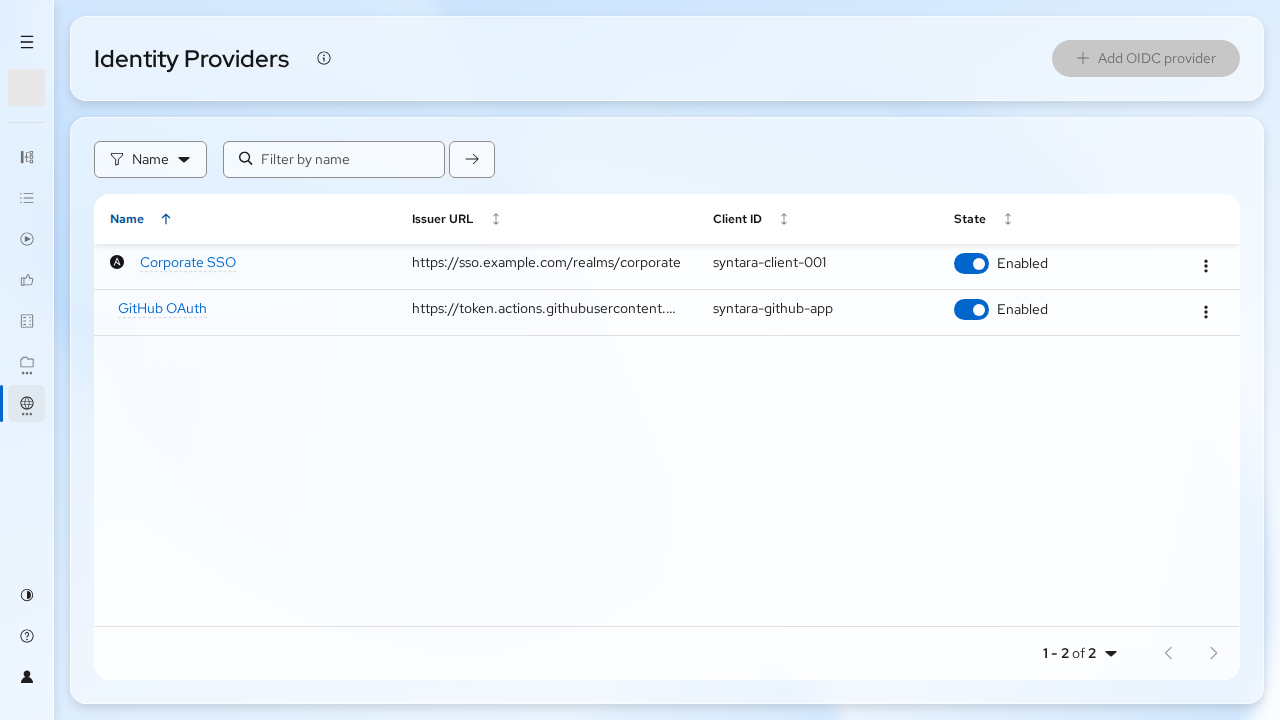 Identity Providers
Add OIDC provider
Name
Filter by name
Name Issuer URL Client ID State
Corporate SSO https://sso.example.com/realms/corporate syntara-client-001 Enabled
GitHub OAuth https://token.actions.githubusercontent.... syntara-github-app Enabled
1 - 2 of 2